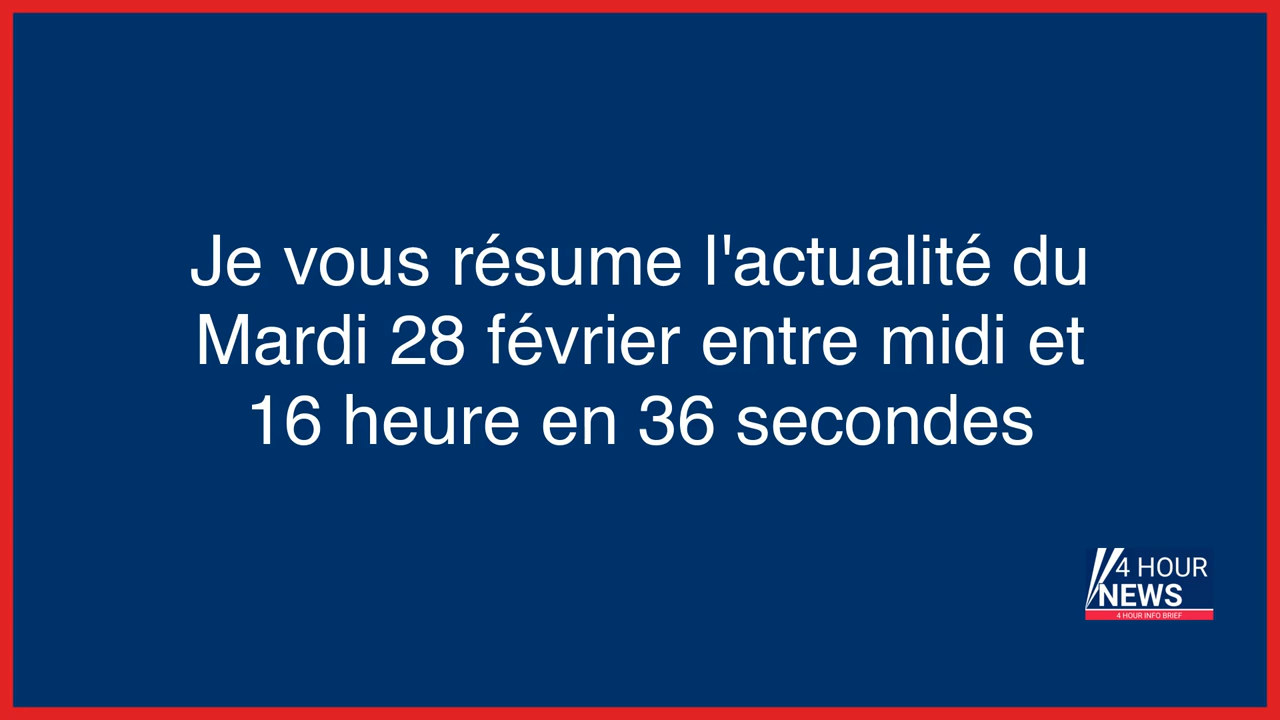 Je vous résume l'actualité du
Mardi 28 février entre midi et
16 heure en 36 secondes
4 HOUR
NEWS
4 HOUR INFO BRIEF